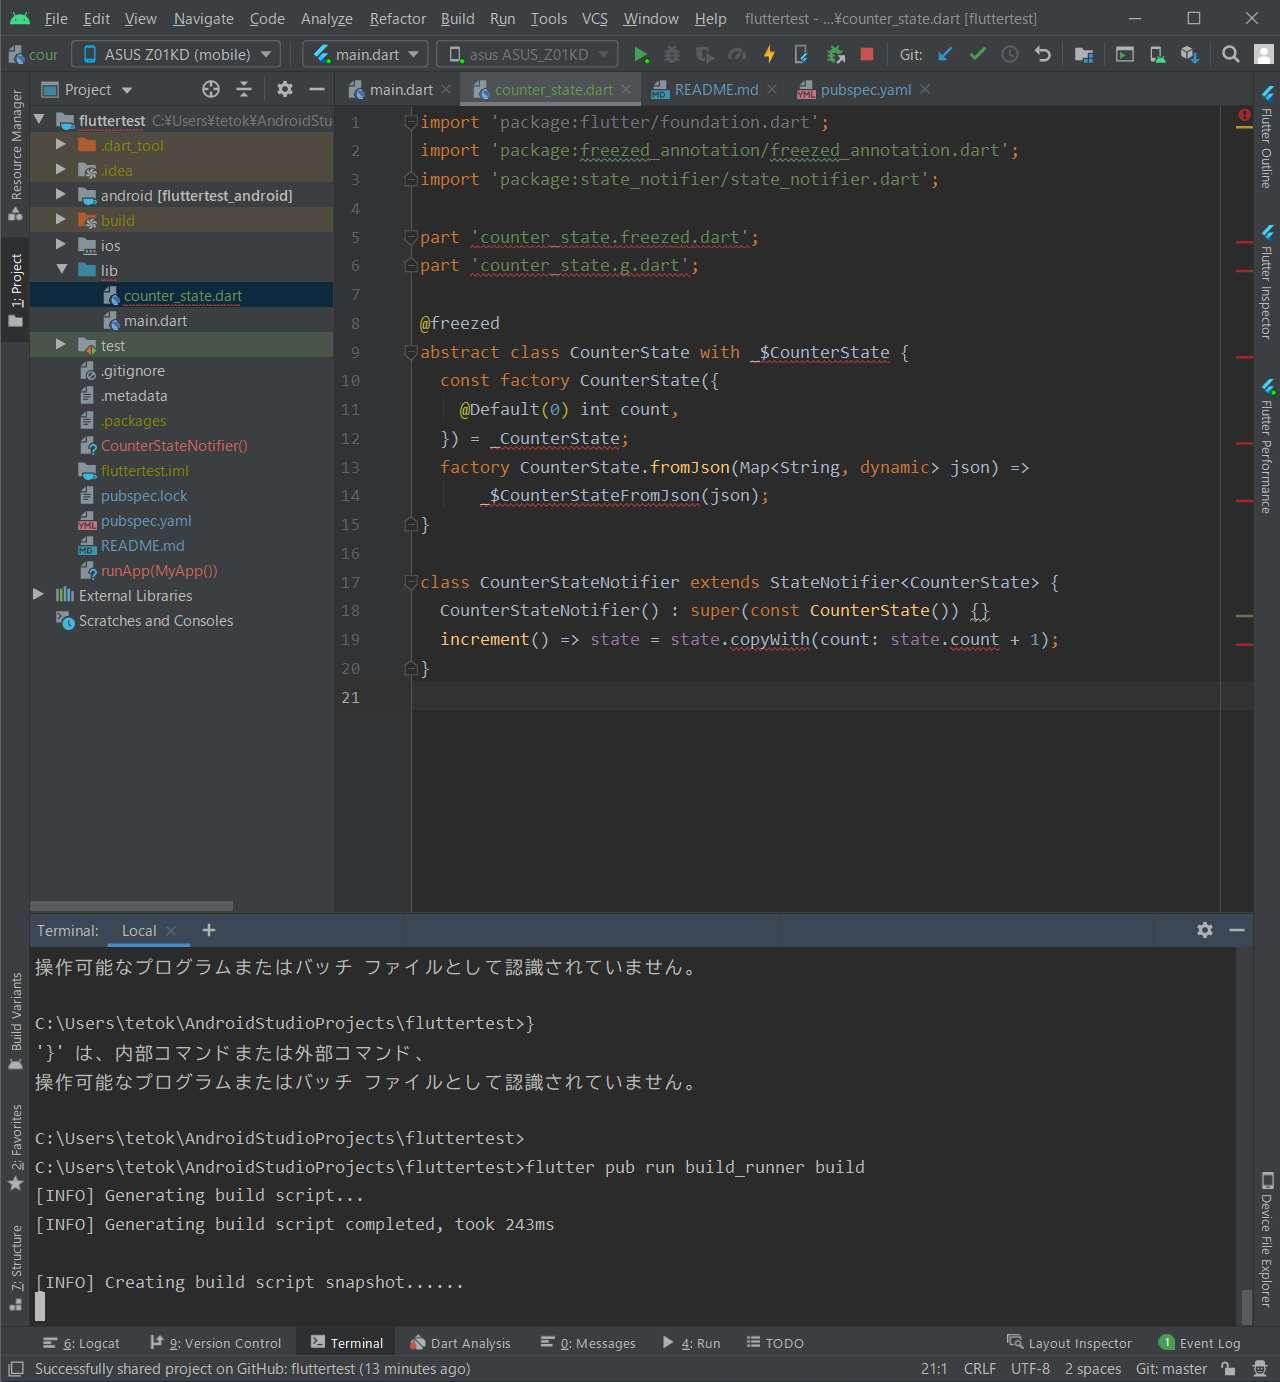 File Edit View Navigate Code Analyze Refactor Build Run Tools VCS Window Help fluttertest - ...¥counter_state.dart [fluttertest]
cour ASUS Z01KD (mobile) main.dart asus ASUS_Z01KD Git:
Project
main.dart counter_state.dart README.md pubspec.yaml
Resource Manager
1: Project
Build Variants
2: Favorites
7: Structure
fluttertest C:¥Users¥tetok¥AndroidStu
.dart_tool
.idea
android [fluttertest_android]
build
ios
lib
counter_state.dart
main.dart
test
.gitignore
.metadata
.packages
CounterStateNotifier()
fluttertest.iml
pubspec.lock
pubspec.yaml
README.md
runApp(MyApp())
External Libraries
Scratches and Consoles
1 import 'package:flutter/foundation.dart';
2 import 'package:freezed_annotation/freezed_annotation.dart';
3 import 'package:state_notifier/state_notifier.dart';
4
5 part 'counter_state.freezed.dart';
6 part 'counter_state.g.dart';
7
8 @freezed
9 abstract class CounterState with _$CounterState {
10 const factory CounterState({
11 @Default(0) int count,
12 }) = _CounterState;
13 factory CounterState.fromJson(Map<String, dynamic> json) =>
14 _$CounterStateFromJson(json);
15 }
16
17 class CounterStateNotifier extends StateNotifier<CounterState> {
18 CounterStateNotifier() : super(const CounterState()) {}
19 increment() => state = state.copyWith(count: state.count + 1);
20 }
21
Flutter Outline
Flutter Inspector
Flutter Performance
Device File Explorer
Terminal: Local
操作可能なプログラムまたはバッチ ファイルとして認識されていません。
C:\Users\tetok\AndroidStudioProjects\fluttertest>}
'}' は、内部コマンドまたは外部コマンド、
操作可能なプログラムまたはバッチ ファイルとして認識されていません。
C:\Users\tetok\AndroidStudioProjects\fluttertest>
C:\Users\tetok\AndroidStudioProjects\fluttertest>flutter pub run build_runner build
[INFO] Generating build script...
[INFO] Generating build script completed, took 243ms
[INFO] Creating build script snapshot......
6: Logcat 9: Version Control Terminal Dart Analysis 0: Messages 4: Run TODO Layout Inspector 1 Event Log
Successfully shared project on GitHub: fluttertest (13 minutes ago) 21:1 CRLF UTF-8 2 spaces Git: master